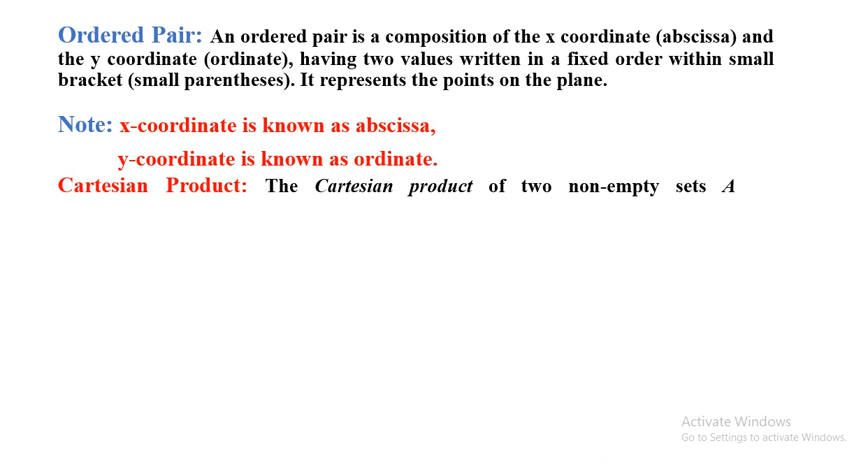 Ordered Pair: An ordered pair is a composition of the x coordinate (abscissa) and
the y coordinate (ordinate), having two values written in a fixed order within small
bracket (small parentheses). It represents the points on the plane.
Note: x-coordinate is known as abscissa,
y-coordinate is known as ordinate.
Cartesian Product: The Cartesian product of two non-empty sets A
Activate Windows
Go to Settings to activate Windows.